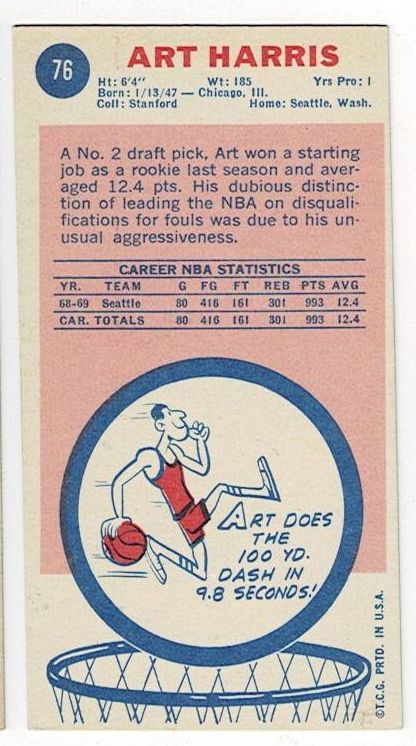 76
ART HARRIS
Ht: 6'4" Wt: 185 Yrs Pro: 1
Born: 1/13/47 — Chicago, Ill.
Coll: Stanford Home: Seattle, Wash.
A No. 2 draft pick, Art won a starting
job as a rookie last season and aver-
aged 12.4 pts. His dubious distinc-
tion of leading the NBA on disquali-
fications for fouls was due to his un-
usual aggressiveness.
CAREER NBA STATISTICS
YR. TEAM G FG FT REB PTS AVG
68-69 Seattle 80 416 161 301 993 12.4
CAR. TOTALS 80 416 161 301 993 12.4
ART DOES
THE
100 YD.
DASH IN
9.8 SECONDS!
©T.C.G. PRTD. IN U.S.A.